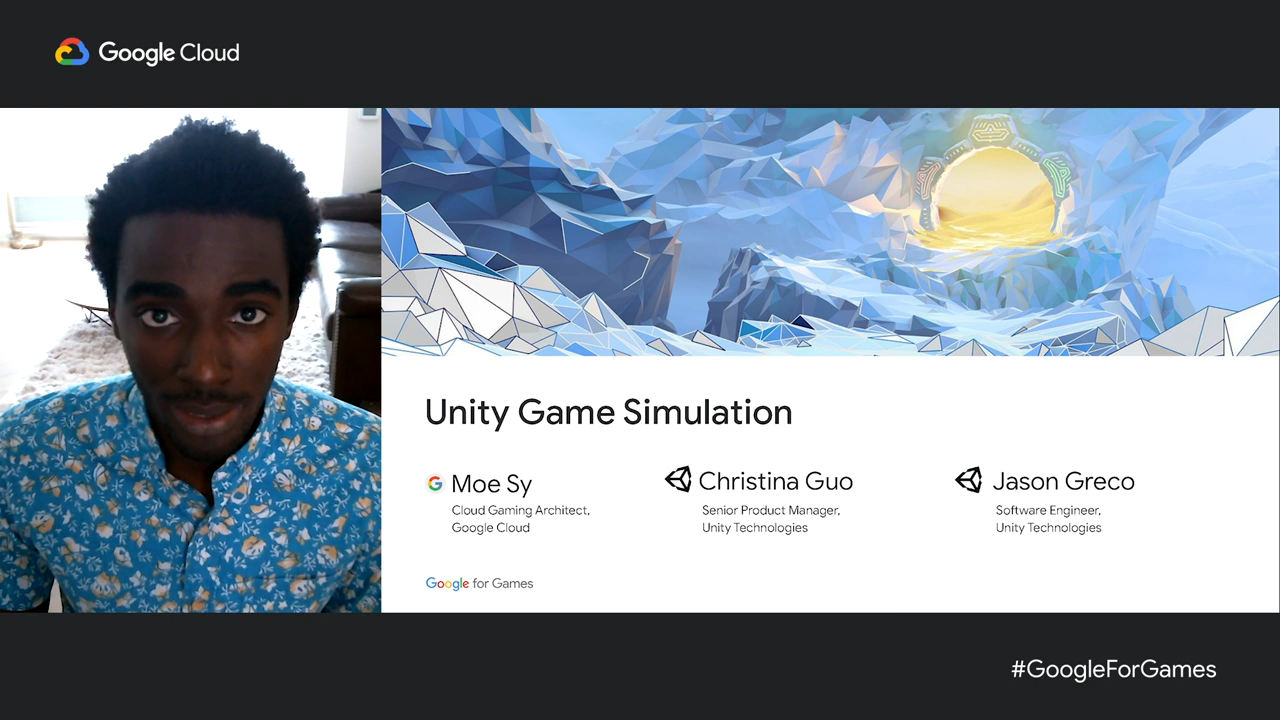 Google Cloud
Unity Game Simulation
Moe Sy
Cloud Gaming Architect,
Google Cloud
Christina Guo
Senior Product Manager,
Unity Technologies
Jason Greco
Software Engineer,
Unity Technologies
Google for Games
#GoogleForGames